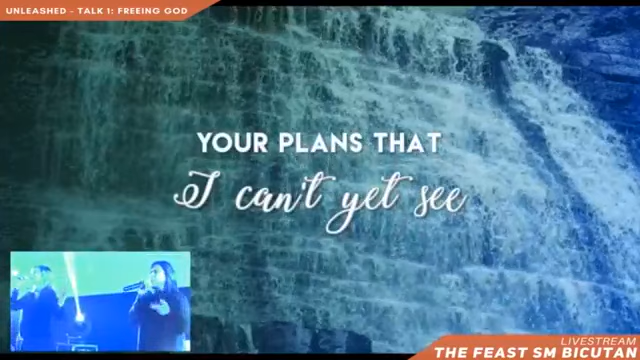 UNLEASHED - TALK 1: FREEING GOD
YOUR PLANS THAT
I can't yet see
LIVESTREAM
THE FEAST SM BICUTAN